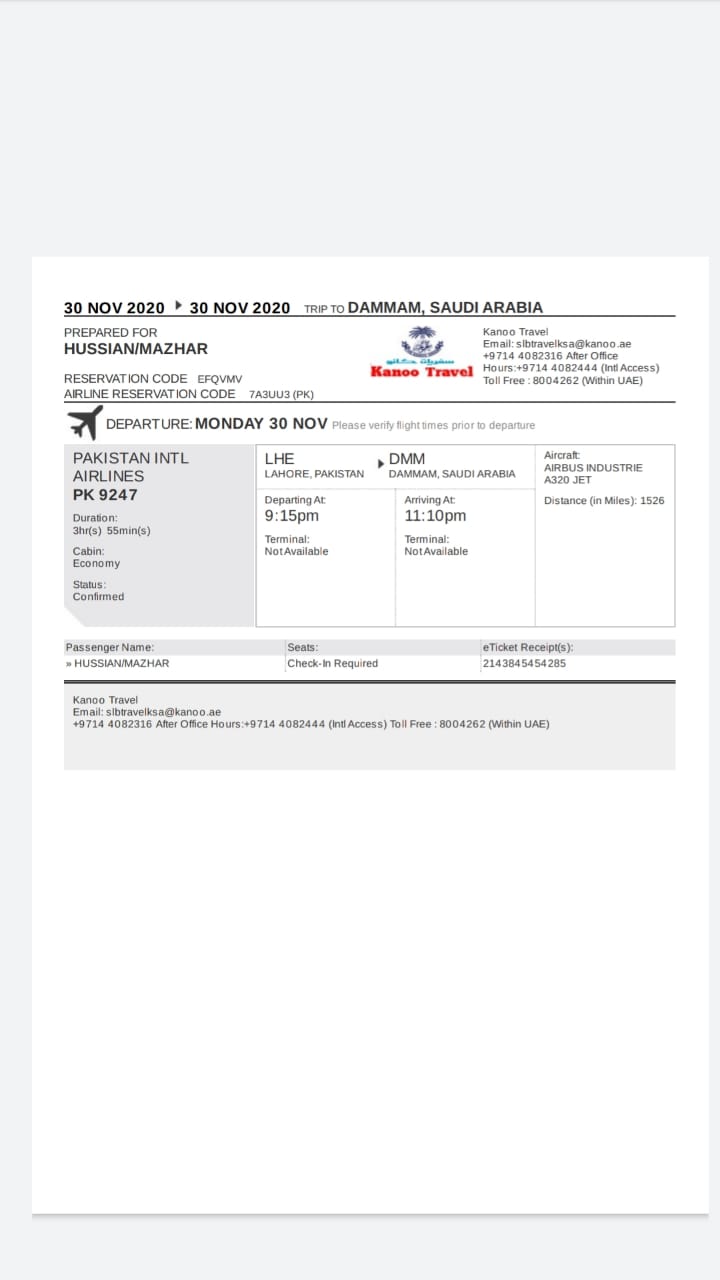 30 NOV 2020 ▶ 30 NOV 2020 TRIP TO DAMMAM, SAUDI ARABIA
PREPARED FOR
HUSSIAN/MAZHAR
RESERVATION CODE EFQVMV
AIRLINE RESERVATION CODE 7A3UU3 (PK)
سفريات كانو
Kanoo Travel
Kanoo Travel
Email: slbtravelksa@kanoo.ae
+9714 4082316 After Office
Hours:+9714 4082444 (Intl Access)
Toll Free : 8004262 (Within UAE)
DEPARTURE: MONDAY 30 NOV Please verify flight times prior to departure
PAKISTAN INTL
AIRLINES
PK 9247
Duration:
3hr(s) 55min(s)
Cabin:
Economy
Status:
Confirmed
LHE
LAHORE, PAKISTAN
▶ DMM
DAMMAM, SAUDI ARABIA
Departing At:
9:15pm
Terminal:
Not Available
Arriving At:
11:10pm
Terminal:
Not Available
Aircraft:
AIRBUS INDUSTRIE
A320 JET
Distance (in Miles): 1526
Passenger Name: Seats: eTicket Receipt(s):
» HUSSIAN/MAZHAR Check-In Required 2143845454285
Kanoo Travel
Email: slbtravelksa@kanoo.ae
+9714 4082316 After Office Hours:+9714 4082444 (Intl Access) Toll Free : 8004262 (Within UAE)